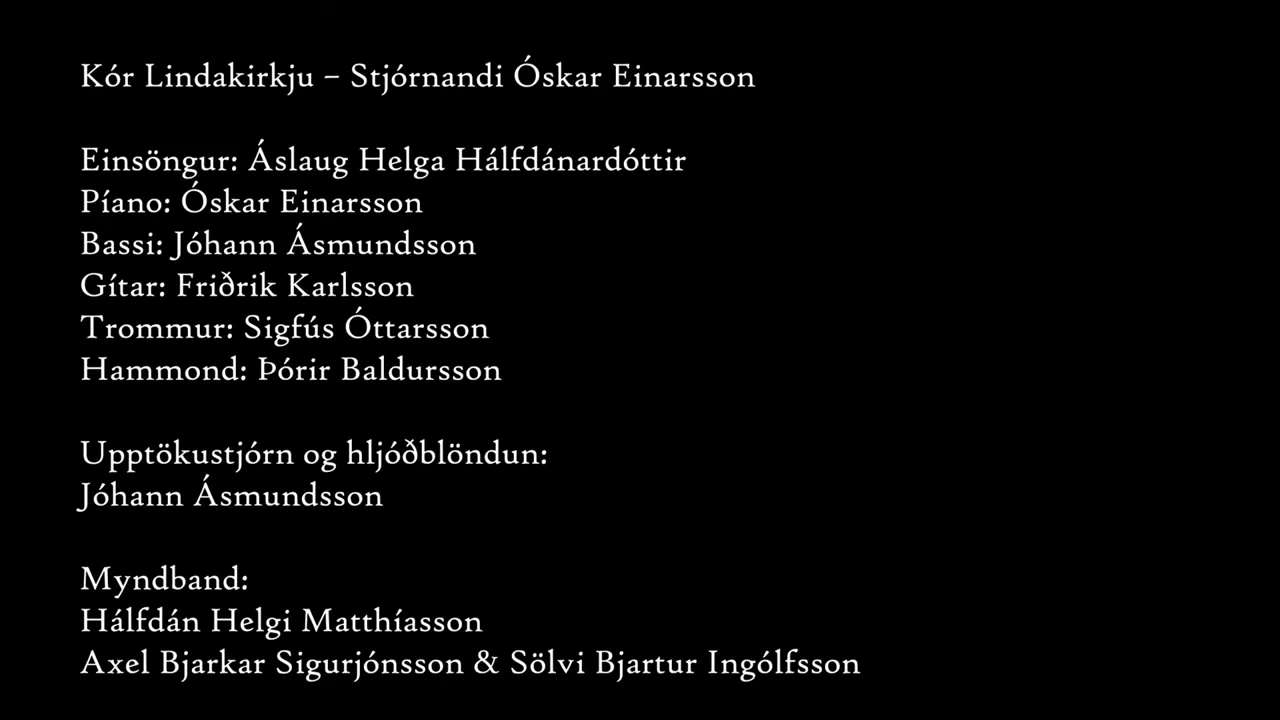 Kór Lindakirkju – Stjórnandi Óskar Einarsson
Einsöngur: Áslaug Helga Hálfdánardóttir
Píano: Óskar Einarsson
Bassi: Jóhann Ásmundsson
Gítar: Friðrik Karlsson
Trommur: Sigfús Óttarsson
Hammond: Þórir Baldursson
Upptökustjórn og hljóðblöndun:
Jóhann Ásmundsson
Myndband:
Hálfdán Helgi Matthíasson
Axel Bjarkar Sigurjónsson & Sölvi Bjartur Ingólfsson